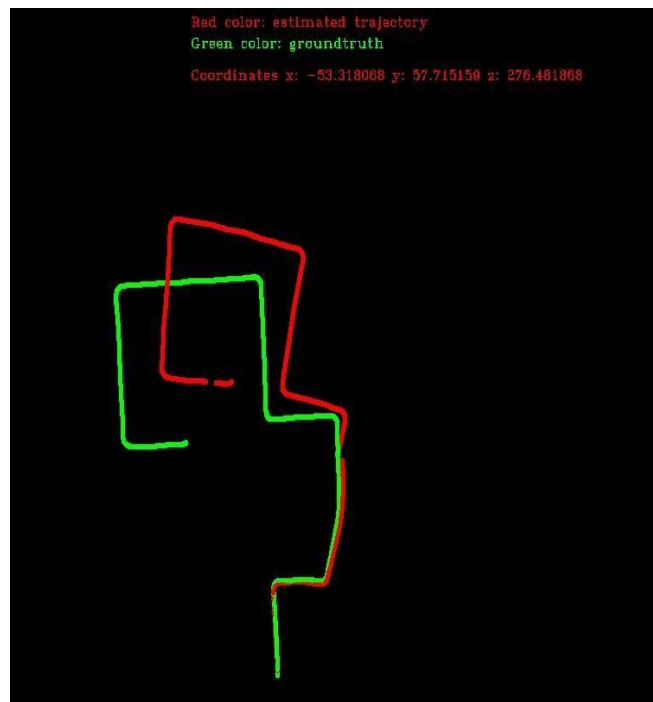 Red color: estimated trajectory
Green color: groundtruth
Coordinates x: -53.318068 y: 57.715159 z: 276.481868